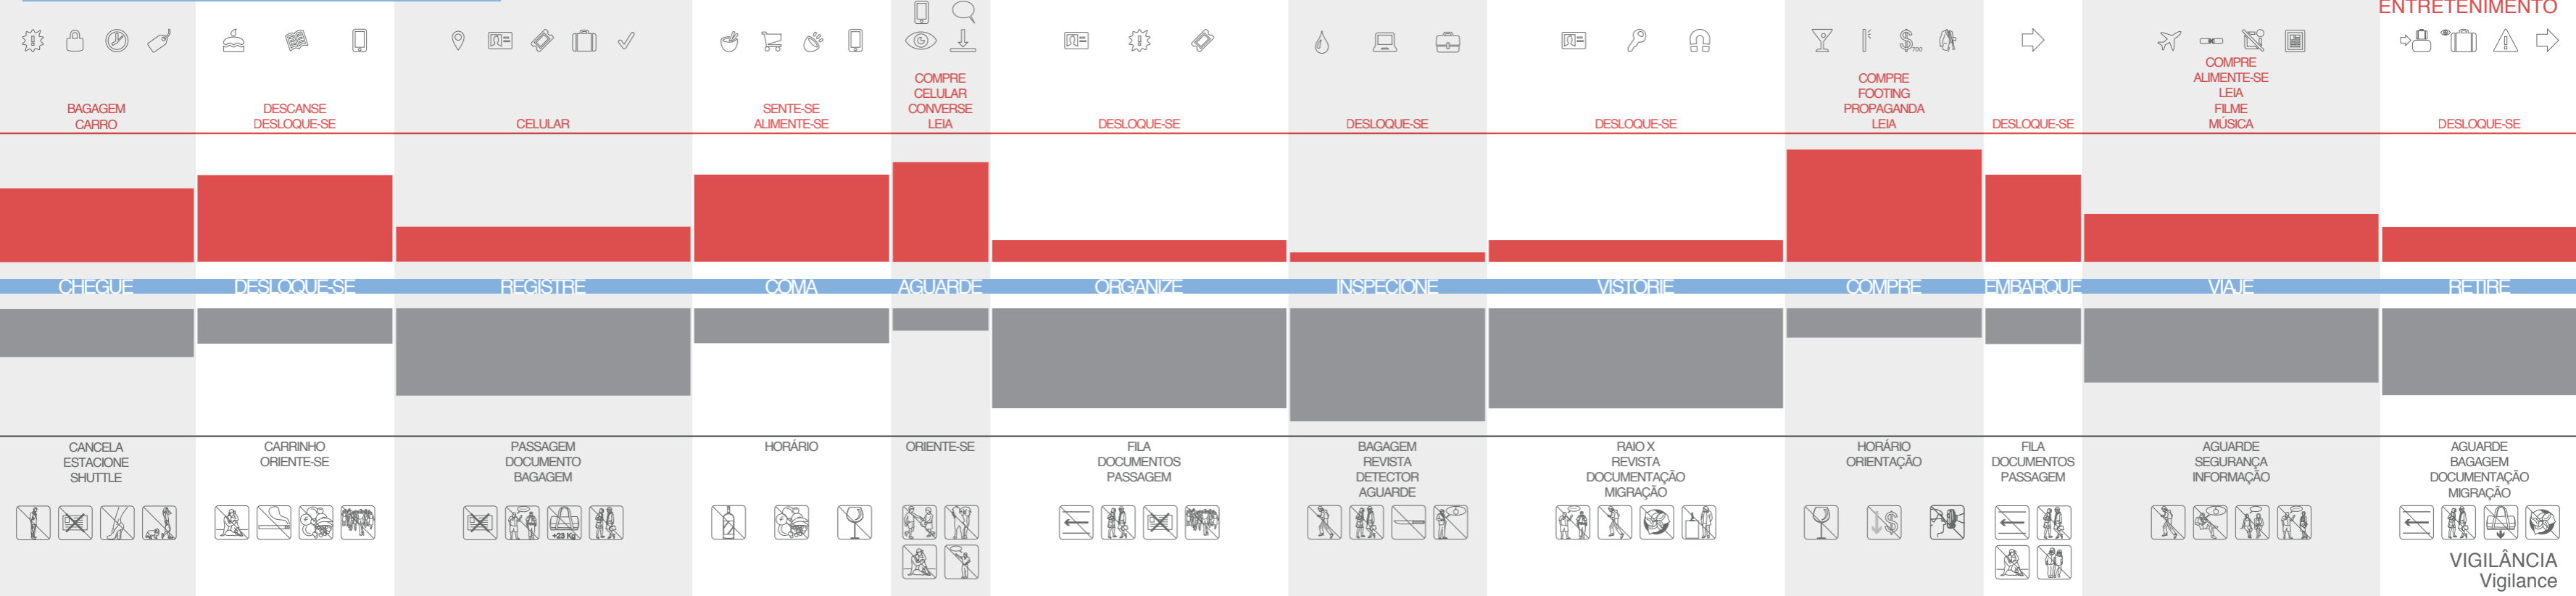 ENTRETENIMENTO
BAGAGEM
CARRO
DESCANSE
DESLOQUE-SE
CELULAR
SENTE-SE
ALIMENTE-SE
COMPRE
CELULAR
CONVERSE
LEIA
DESLOQUE-SE
DESLOQUE-SE
DESLOQUE-SE
$700
COMPRE
FOOTING
PROPAGANDA
LEIA
DESLOQUE-SE
COMPRE
ALIMENTE-SE
LEIA
FILME
MÚSICA
DESLOQUE-SE
CHEGUE
DESLOQUE-SE
REGISTRE
COMA
AGUARDE
ORGANIZE
INSPECIONE
VISTORIE
COMPRE
EMBARQUE
VIAJE
RETIRE
CANCELA
ESTACIONE
SHUTTLE
CARRINHO
ORIENTE-SE
PASSAGEM
DOCUMENTO
BAGAGEM
+23 Kg
HORÁRIO
ORIENTE-SE
FILA
DOCUMENTOS
PASSAGEM
BAGAGEM
REVISTA
DETECTOR
AGUARDE
RAIO X
REVISTA
DOCUMENTAÇÃO
MIGRAÇÃO
HORÁRIO
ORIENTAÇÃO
$
FILA
DOCUMENTOS
PASSAGEM
AGUARDE
SEGURANÇA
INFORMAÇÃO
AGUARDE
BAGAGEM
DOCUMENTAÇÃO
MIGRAÇÃO
VIGILÂNCIA
Vigilance